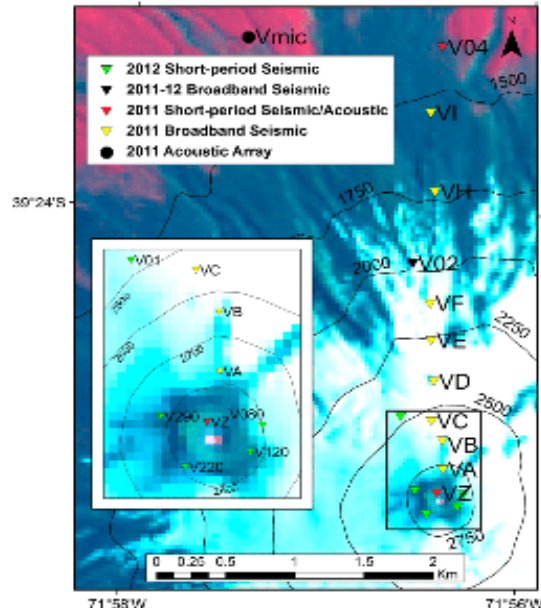 N
Vmic
V04
2012 Short-period Seismic
2011-12 Broadband Seismic
2011 Short-period Seismic/Acoustic
2011 Broadband Seismic
2011 Acoustic Array
1500
VI
39°24'S
1750
VH
2000
V02
V01
VC
VF
2250
VB
VE
2750
VA
VD
2500
V290
V080
VZ
VC
VB
V120
V220
VA
VZ
2750
0 0.25 0.5 1 1.5 2
Km
71°58'W
71°56'W